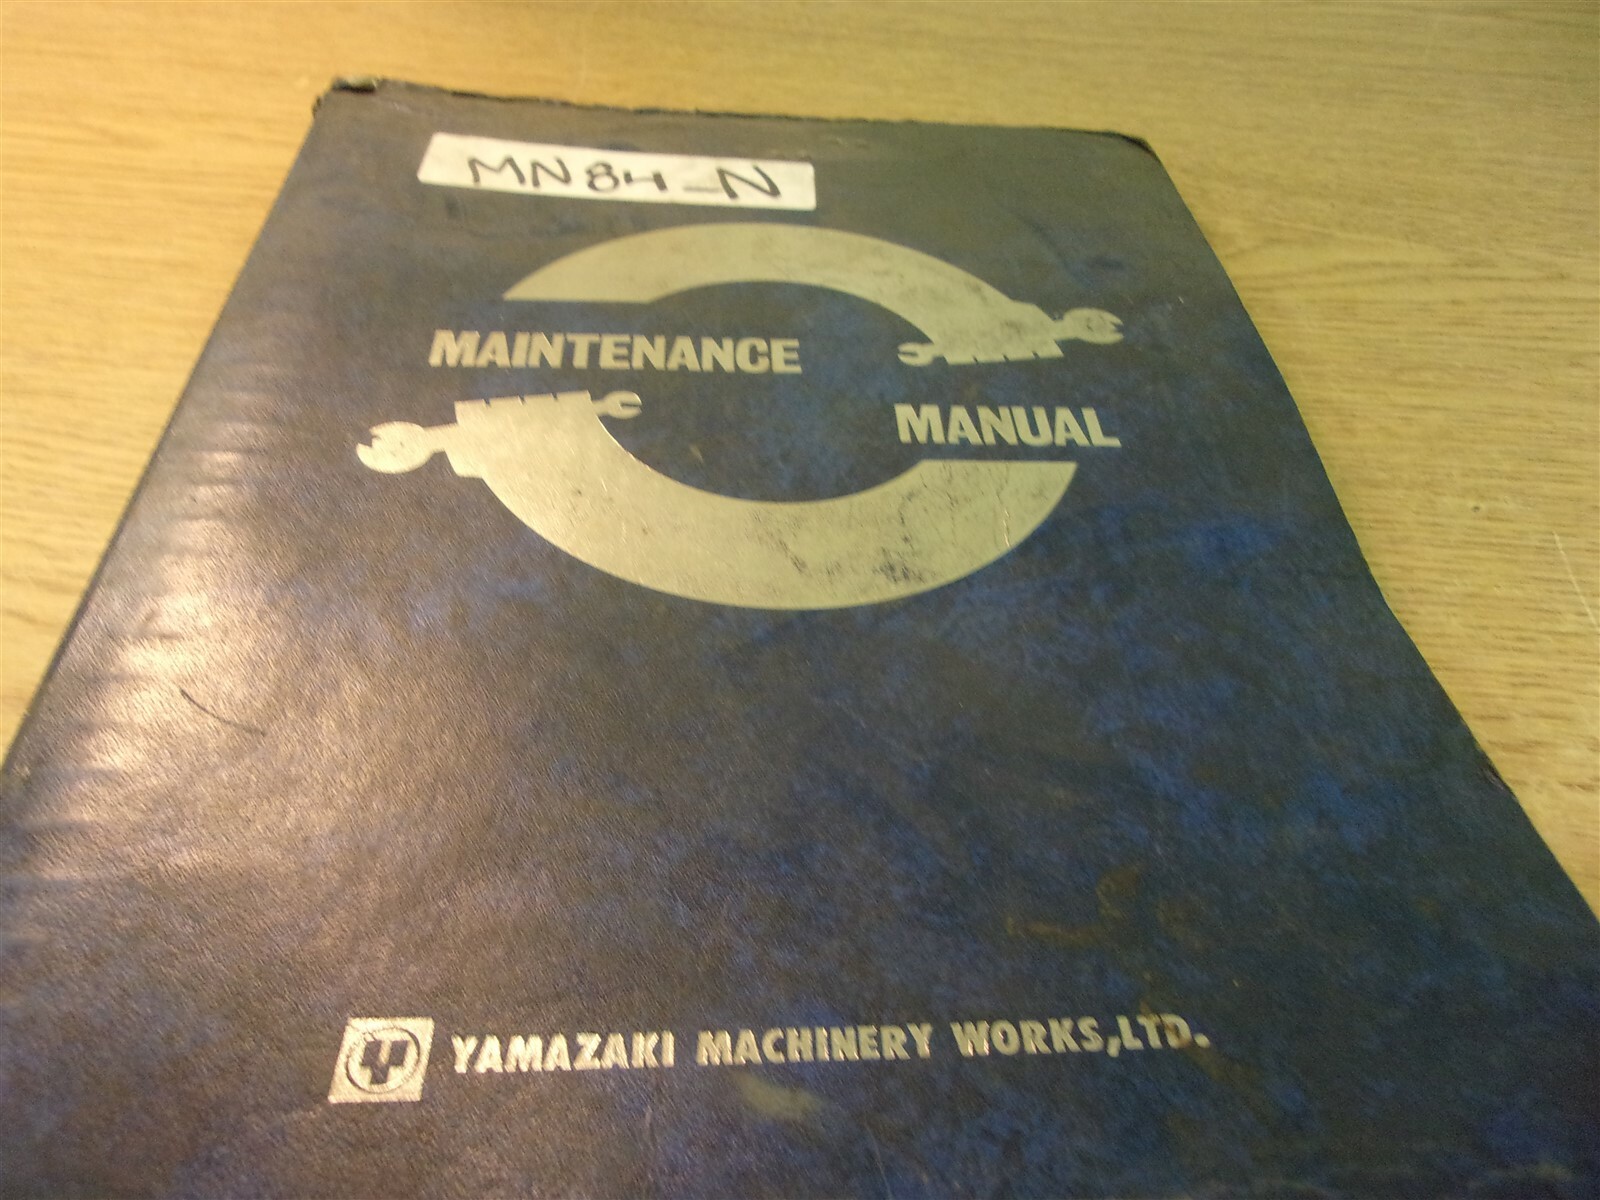 MN84-N
MAINTENANCE
MANUAL
YAMAZAKI MACHINERY WORKS,LTD.